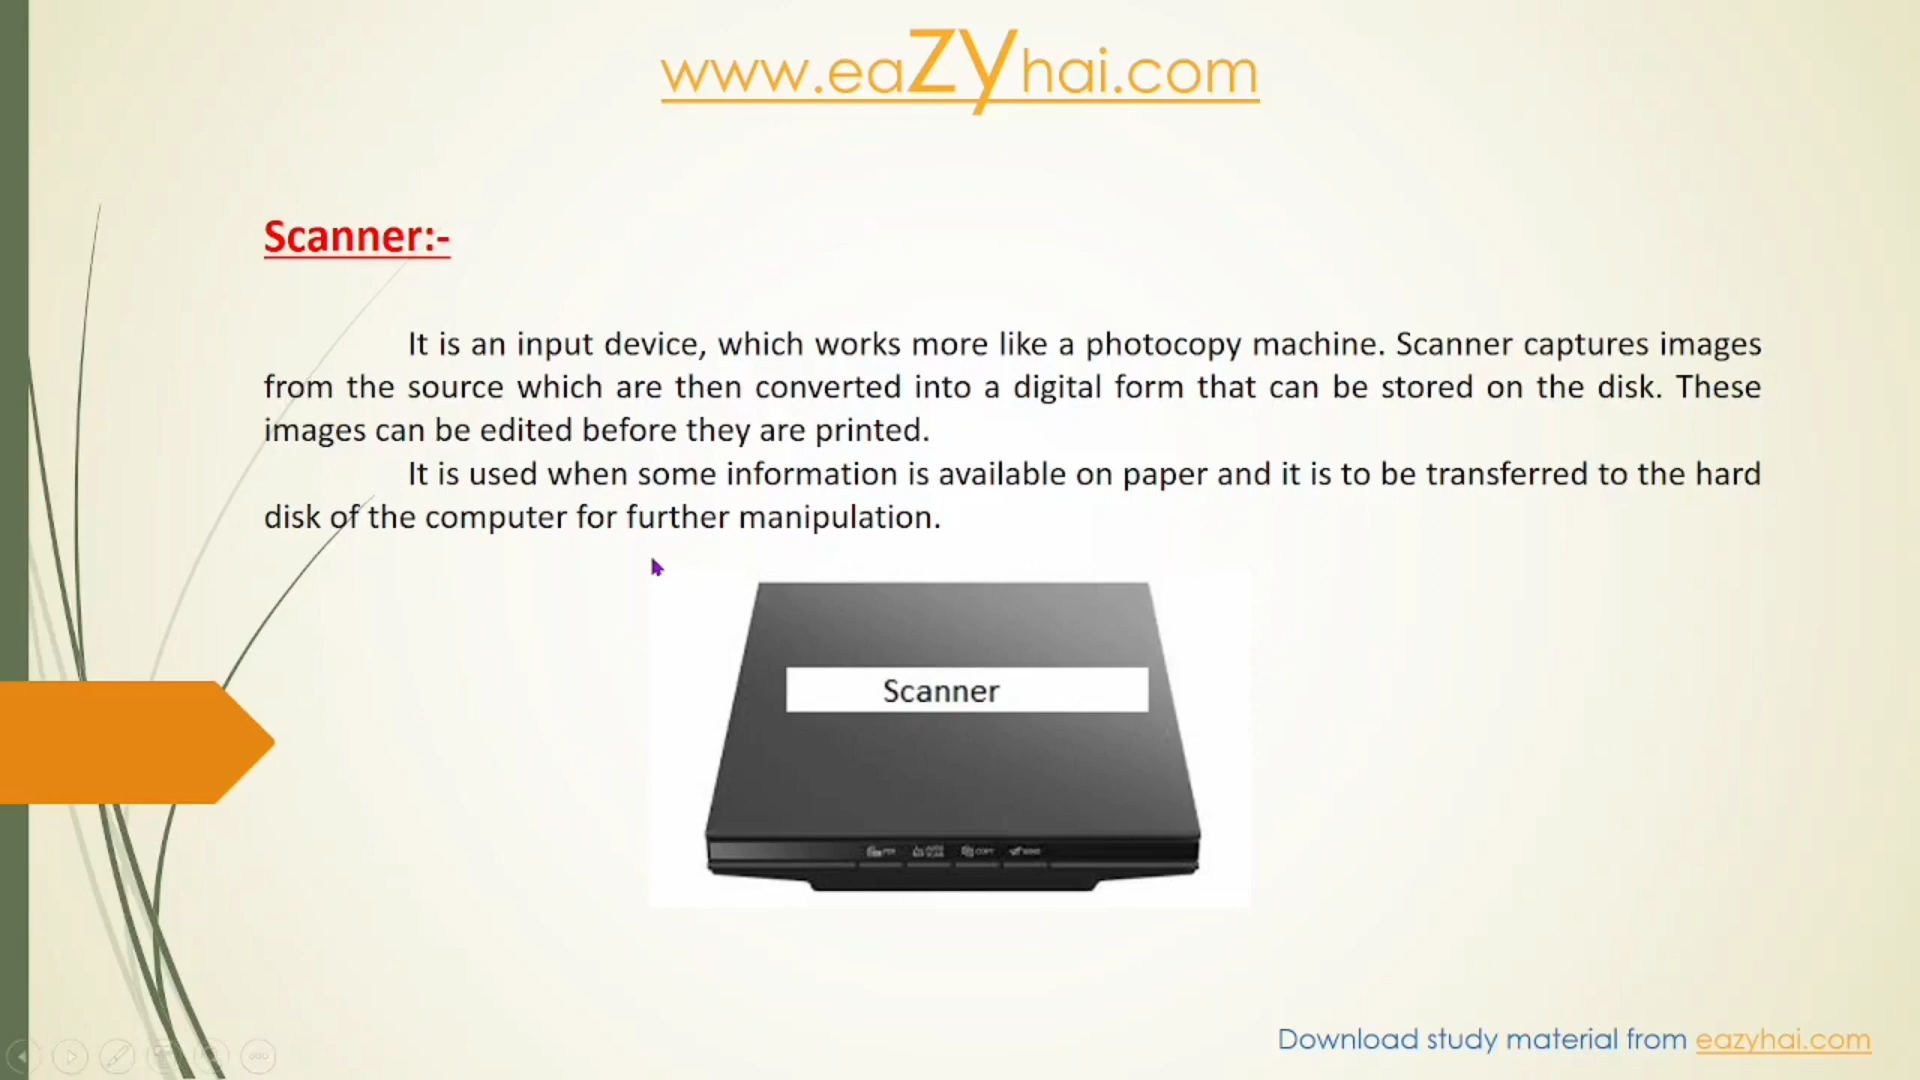 www.eaZYhai.com
Scanner:-
It is an input device, which works more like a photocopy machine. Scanner captures images
from the source which are then converted into a digital form that can be stored on the disk. These
images can be edited before they are printed.
It is used when some information is available on paper and it is to be transferred to the hard
disk of the computer for further manipulation.
Scanner
PDF COPY
Download study material from eazyhai.com